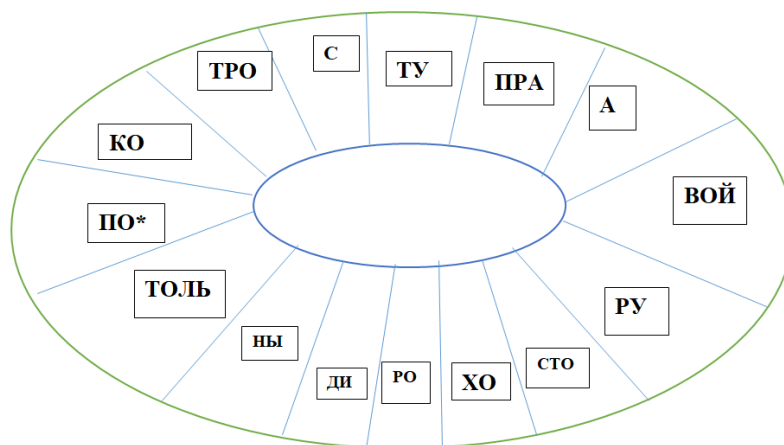 С
ТРО
ТУ
ПРА
А
КО
ВОЙ
ПО*
ТОЛЬ
РУ
НЫ
СТО
РО
ХО
ДИ